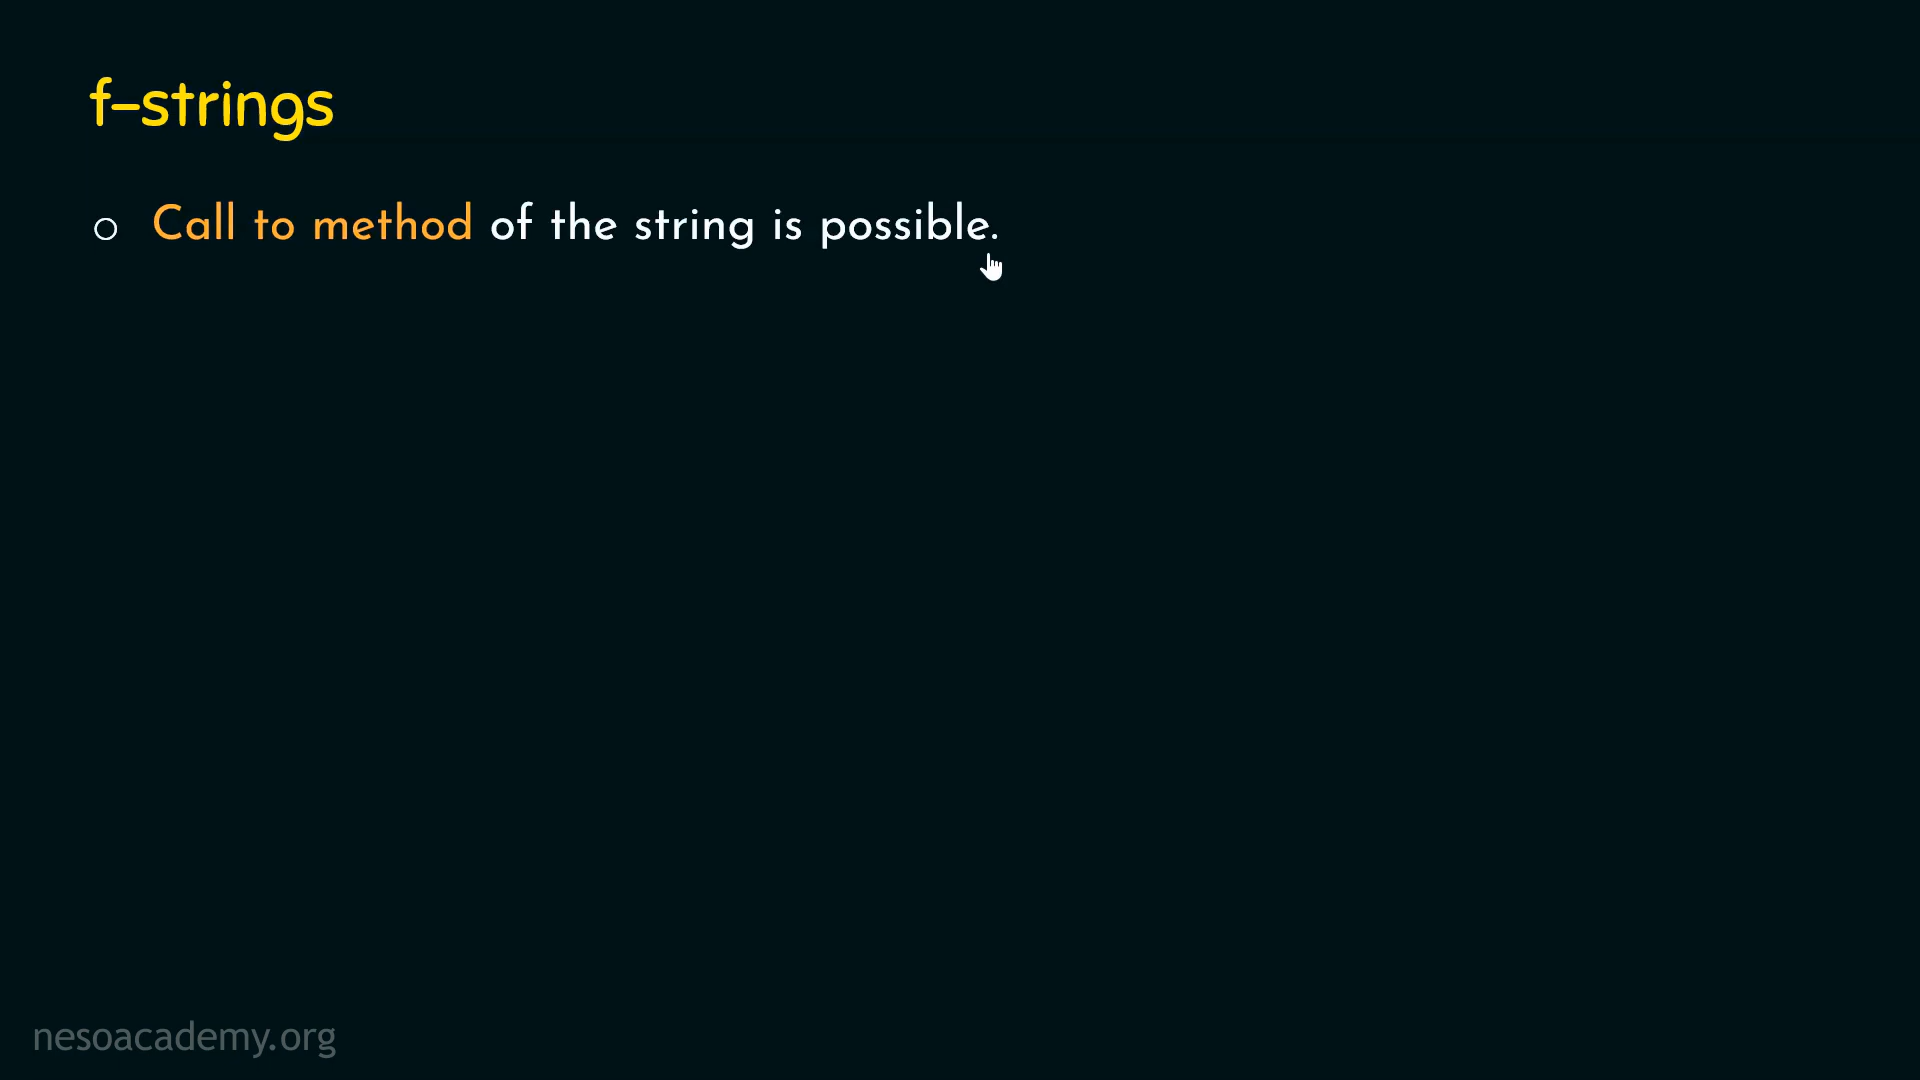 f-strings
Call to method of the string is possible.
nesoacademy.org